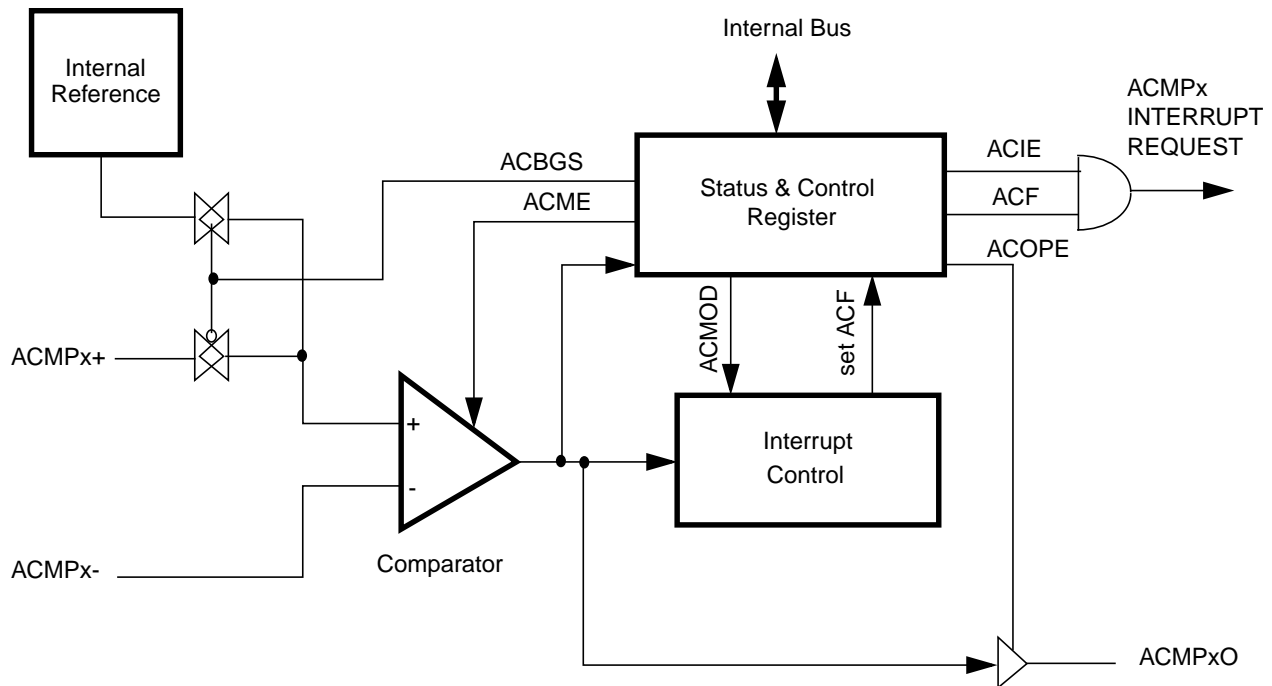 Internal Bus
Internal
Reference
ACMPx
INTERRUPT
REQUEST
ACBGS
ACME
Status & Control
Register
ACIE
ACF
ACOPE
ACMOD
set ACF
ACMPx+
+
-
Interrupt
Control
Comparator
ACMPx-
ACMPxO